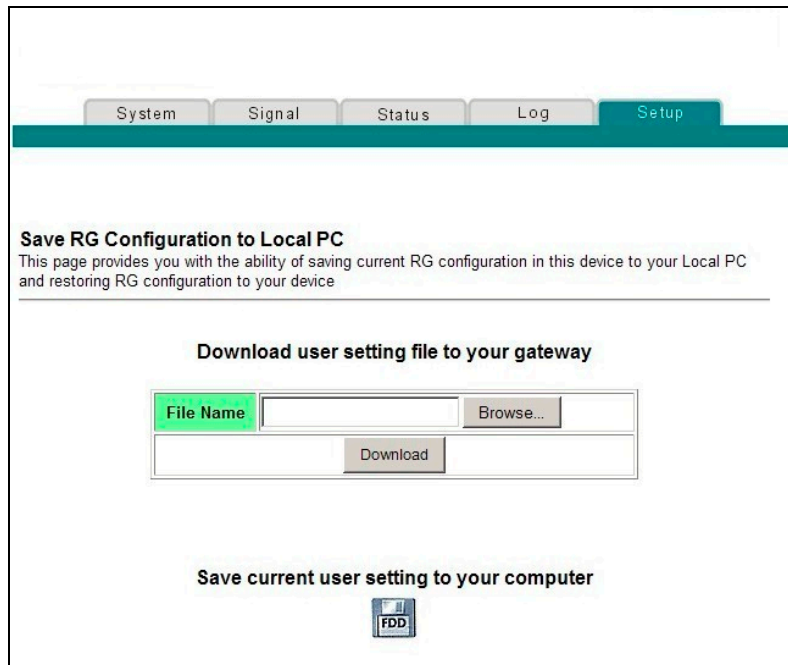 System Signal Status Log Setup
Save RG Configuration to Local PC
This page provides you with the ability of saving current RG configuration in this device to your Local PC
and restoring RG configuration to your device
Download user setting file to your gateway
File Name Browse...
Download
Save current user setting to your computer
FDD